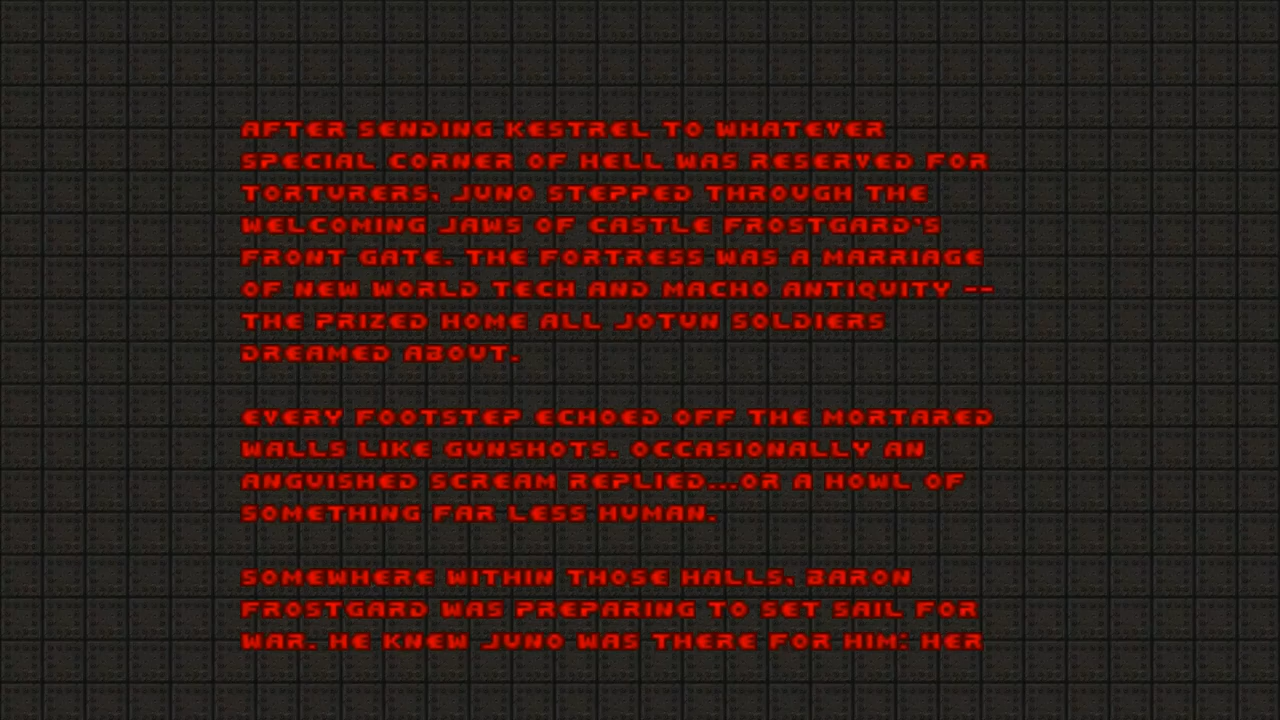 AFTER SENDING KESTREL TO WHATEVER
SPECIAL CORNER OF HELL WAS RESERVED FOR
TORTURERS, JUNO STEPPED THROUGH THE
WELCOMING JAWS OF CASTLE FROSTGARD'S
FRONT GATE. THE FORTRESS WAS A MARRIAGE
OF NEW WORLD TECH AND MACHO ANTIQUITY --
THE PRIZED HOME ALL JOTUN SOLDIERS
DREAMED ABOUT.
EVERY FOOTSTEP ECHOED OFF THE MORTARED
WALLS LIKE GUNSHOTS. OCCASIONALLY AN
ANGUISHED SCREAM REPLIED...OR A HOWL OF
SOMETHING FAR LESS HUMAN.
SOMEWHERE WITHIN THOSE HALLS, BARON
FROSTGARD WAS PREPARING TO SET SAIL FOR
WAR. HE KNEW JUNO WAS THERE FOR HIM: HER